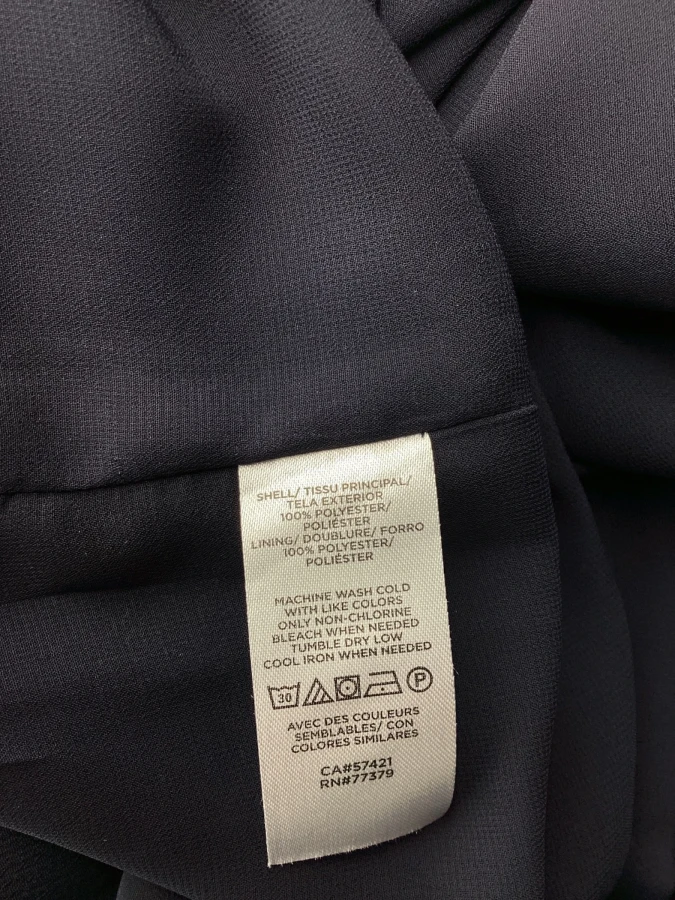 SHELL/ TISSU PRINCIPAL/
TELA EXTERIOR
100% POLYESTER/
POLIÉSTER
LINING/ DOUBLURE/ FORRO
100% POLYESTER/
POLIÉSTER
MACHINE WASH COLD
WITH LIKE COLORS
ONLY NON-CHLORINE
BLEACH WHEN NEEDED
TUMBLE DRY LOW
COOL IRON WHEN NEEDED
30 P
AVEC DES COULEURS
SEMBLABLES/ CON
COLORES SIMILARES
CA#57421
RN#77379